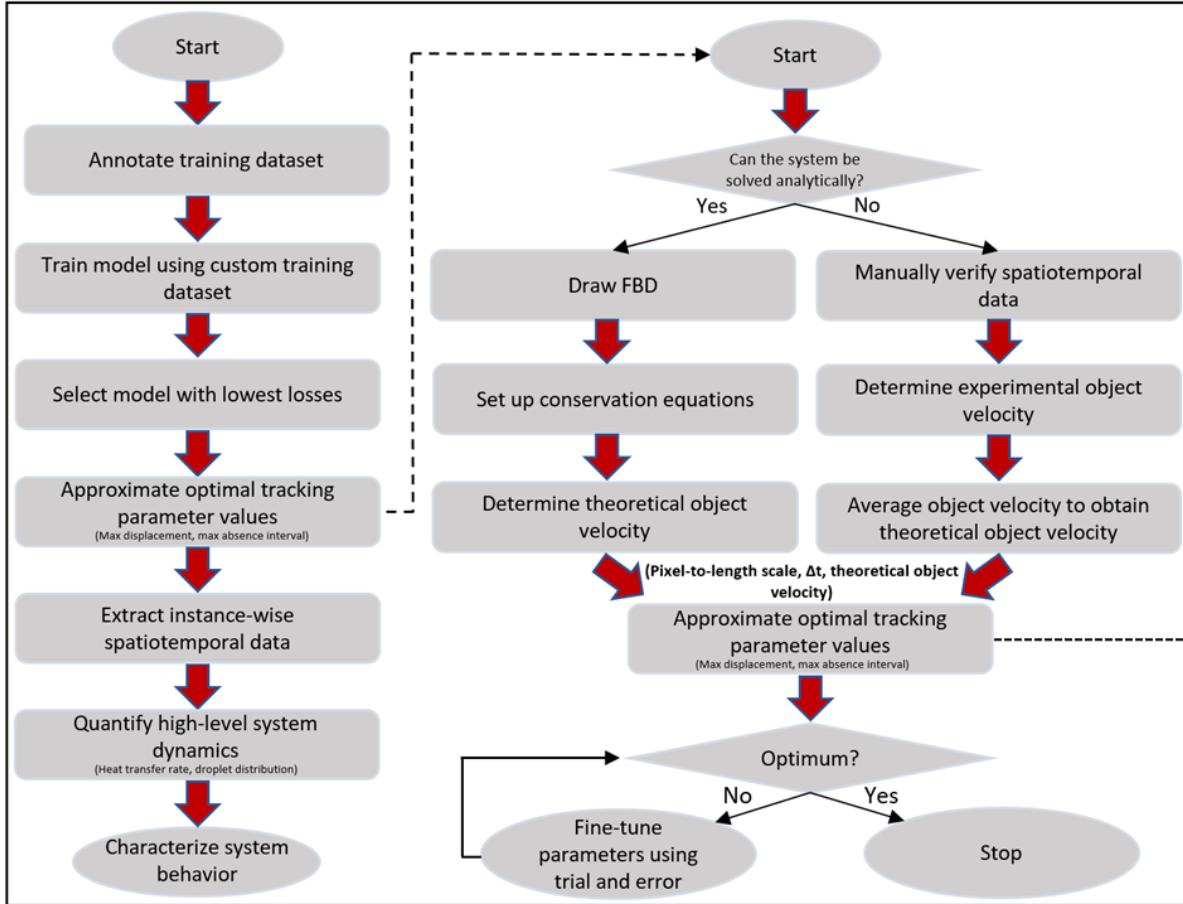 Start
Annotate training dataset
Train model using custom training
dataset
Select model with lowest losses
Approximate optimal tracking
parameter values
(Max displacement, max absence interval)
Extract instance-wise
spatiotemporal data
Quantify high-level system
dynamics
(Heat transfer rate, droplet distribution)
Characterize system
behavior
Start
Can the system be
solved analytically?
Yes
No
Draw FBD
Set up conservation equations
Determine theoretical object
velocity
Manually verify spatiotemporal
data
Determine experimental object
velocity
Average object velocity to obtain
theoretical object velocity
(Pixel-to-length scale, Δt, theoretical object
velocity)
Approximate optimal tracking
parameter values
(Max displacement, max absence interval)
Optimum?
No
Yes
Fine-tune
parameters using
trial and error
Stop